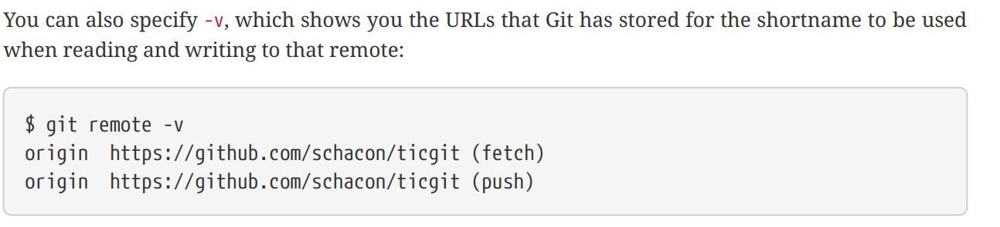 You can also specify -v, which shows you the URLs that Git has stored for the shortname to be used
when reading and writing to that remote:
$ git remote -v
origin  https://github.com/schacon/ticgit (fetch)
origin  https://github.com/schacon/ticgit (push)